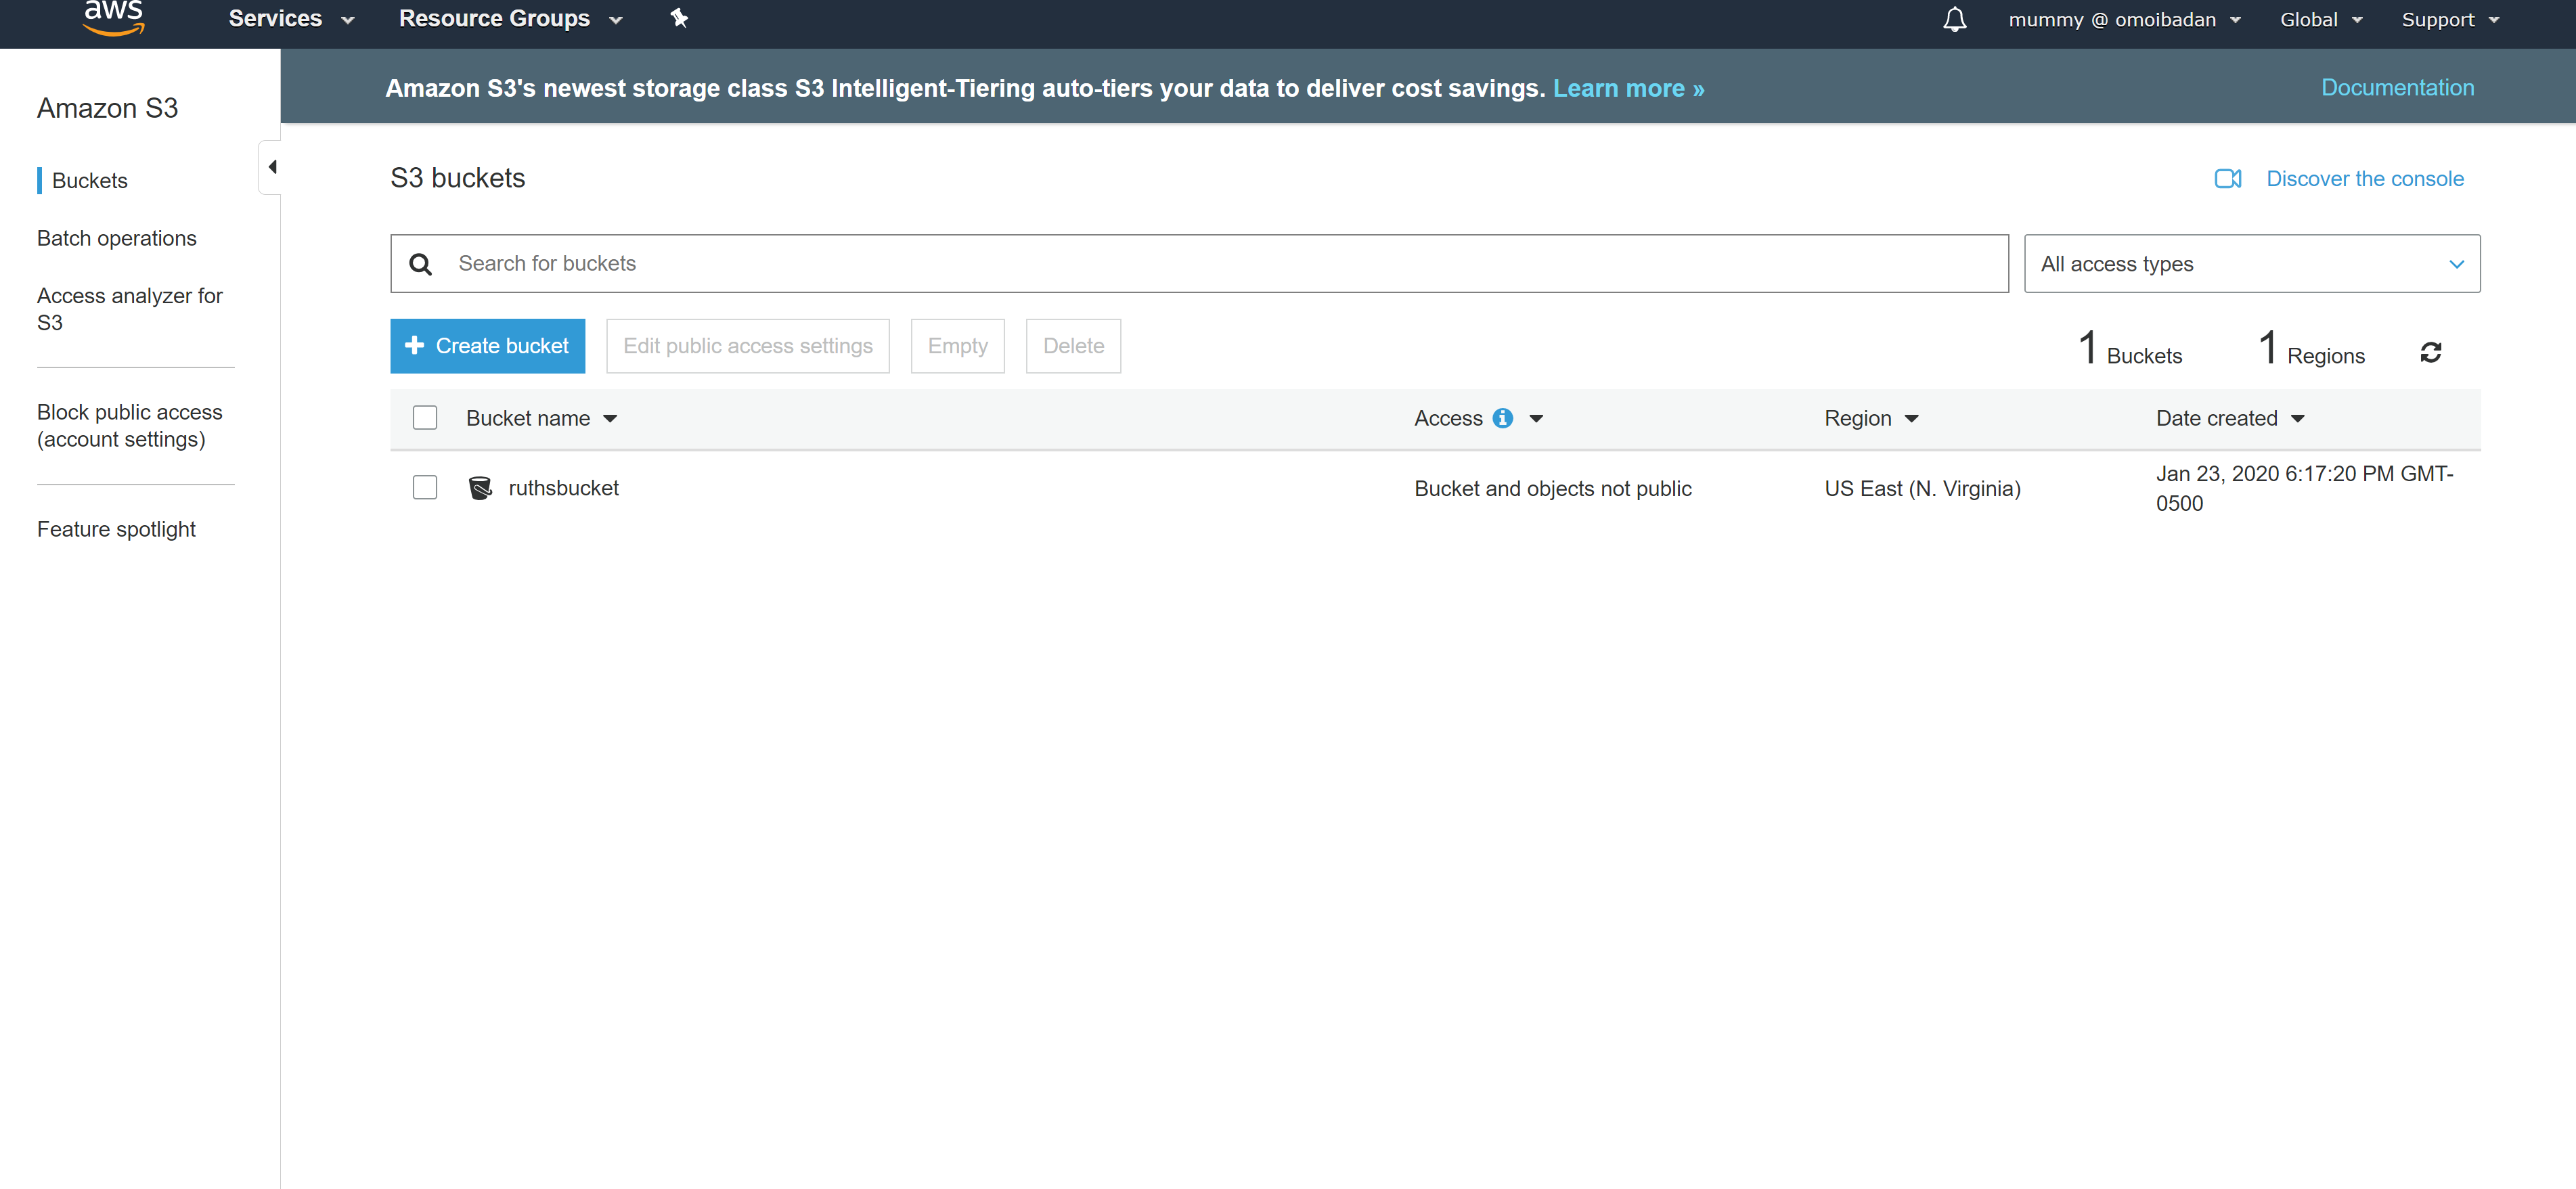 aws Services Resource Groups mummy @ omoibadan Global Support
Amazon S3's newest storage class S3 Intelligent-Tiering auto-tiers your data to deliver cost savings. Learn more » Documentation
Amazon S3
Buckets
Batch operations
Access analyzer for
S3
Block public access
(account settings)
Feature spotlight
S3 buckets Discover the console
Search for buckets All access types
Create bucket Edit public access settings Empty Delete 1 Buckets 1 Regions
Bucket name Access Region Date created
ruthsbucket Bucket and objects not public US East (N. Virginia) Jan 23, 2020 6:17:20 PM GMT-
0500